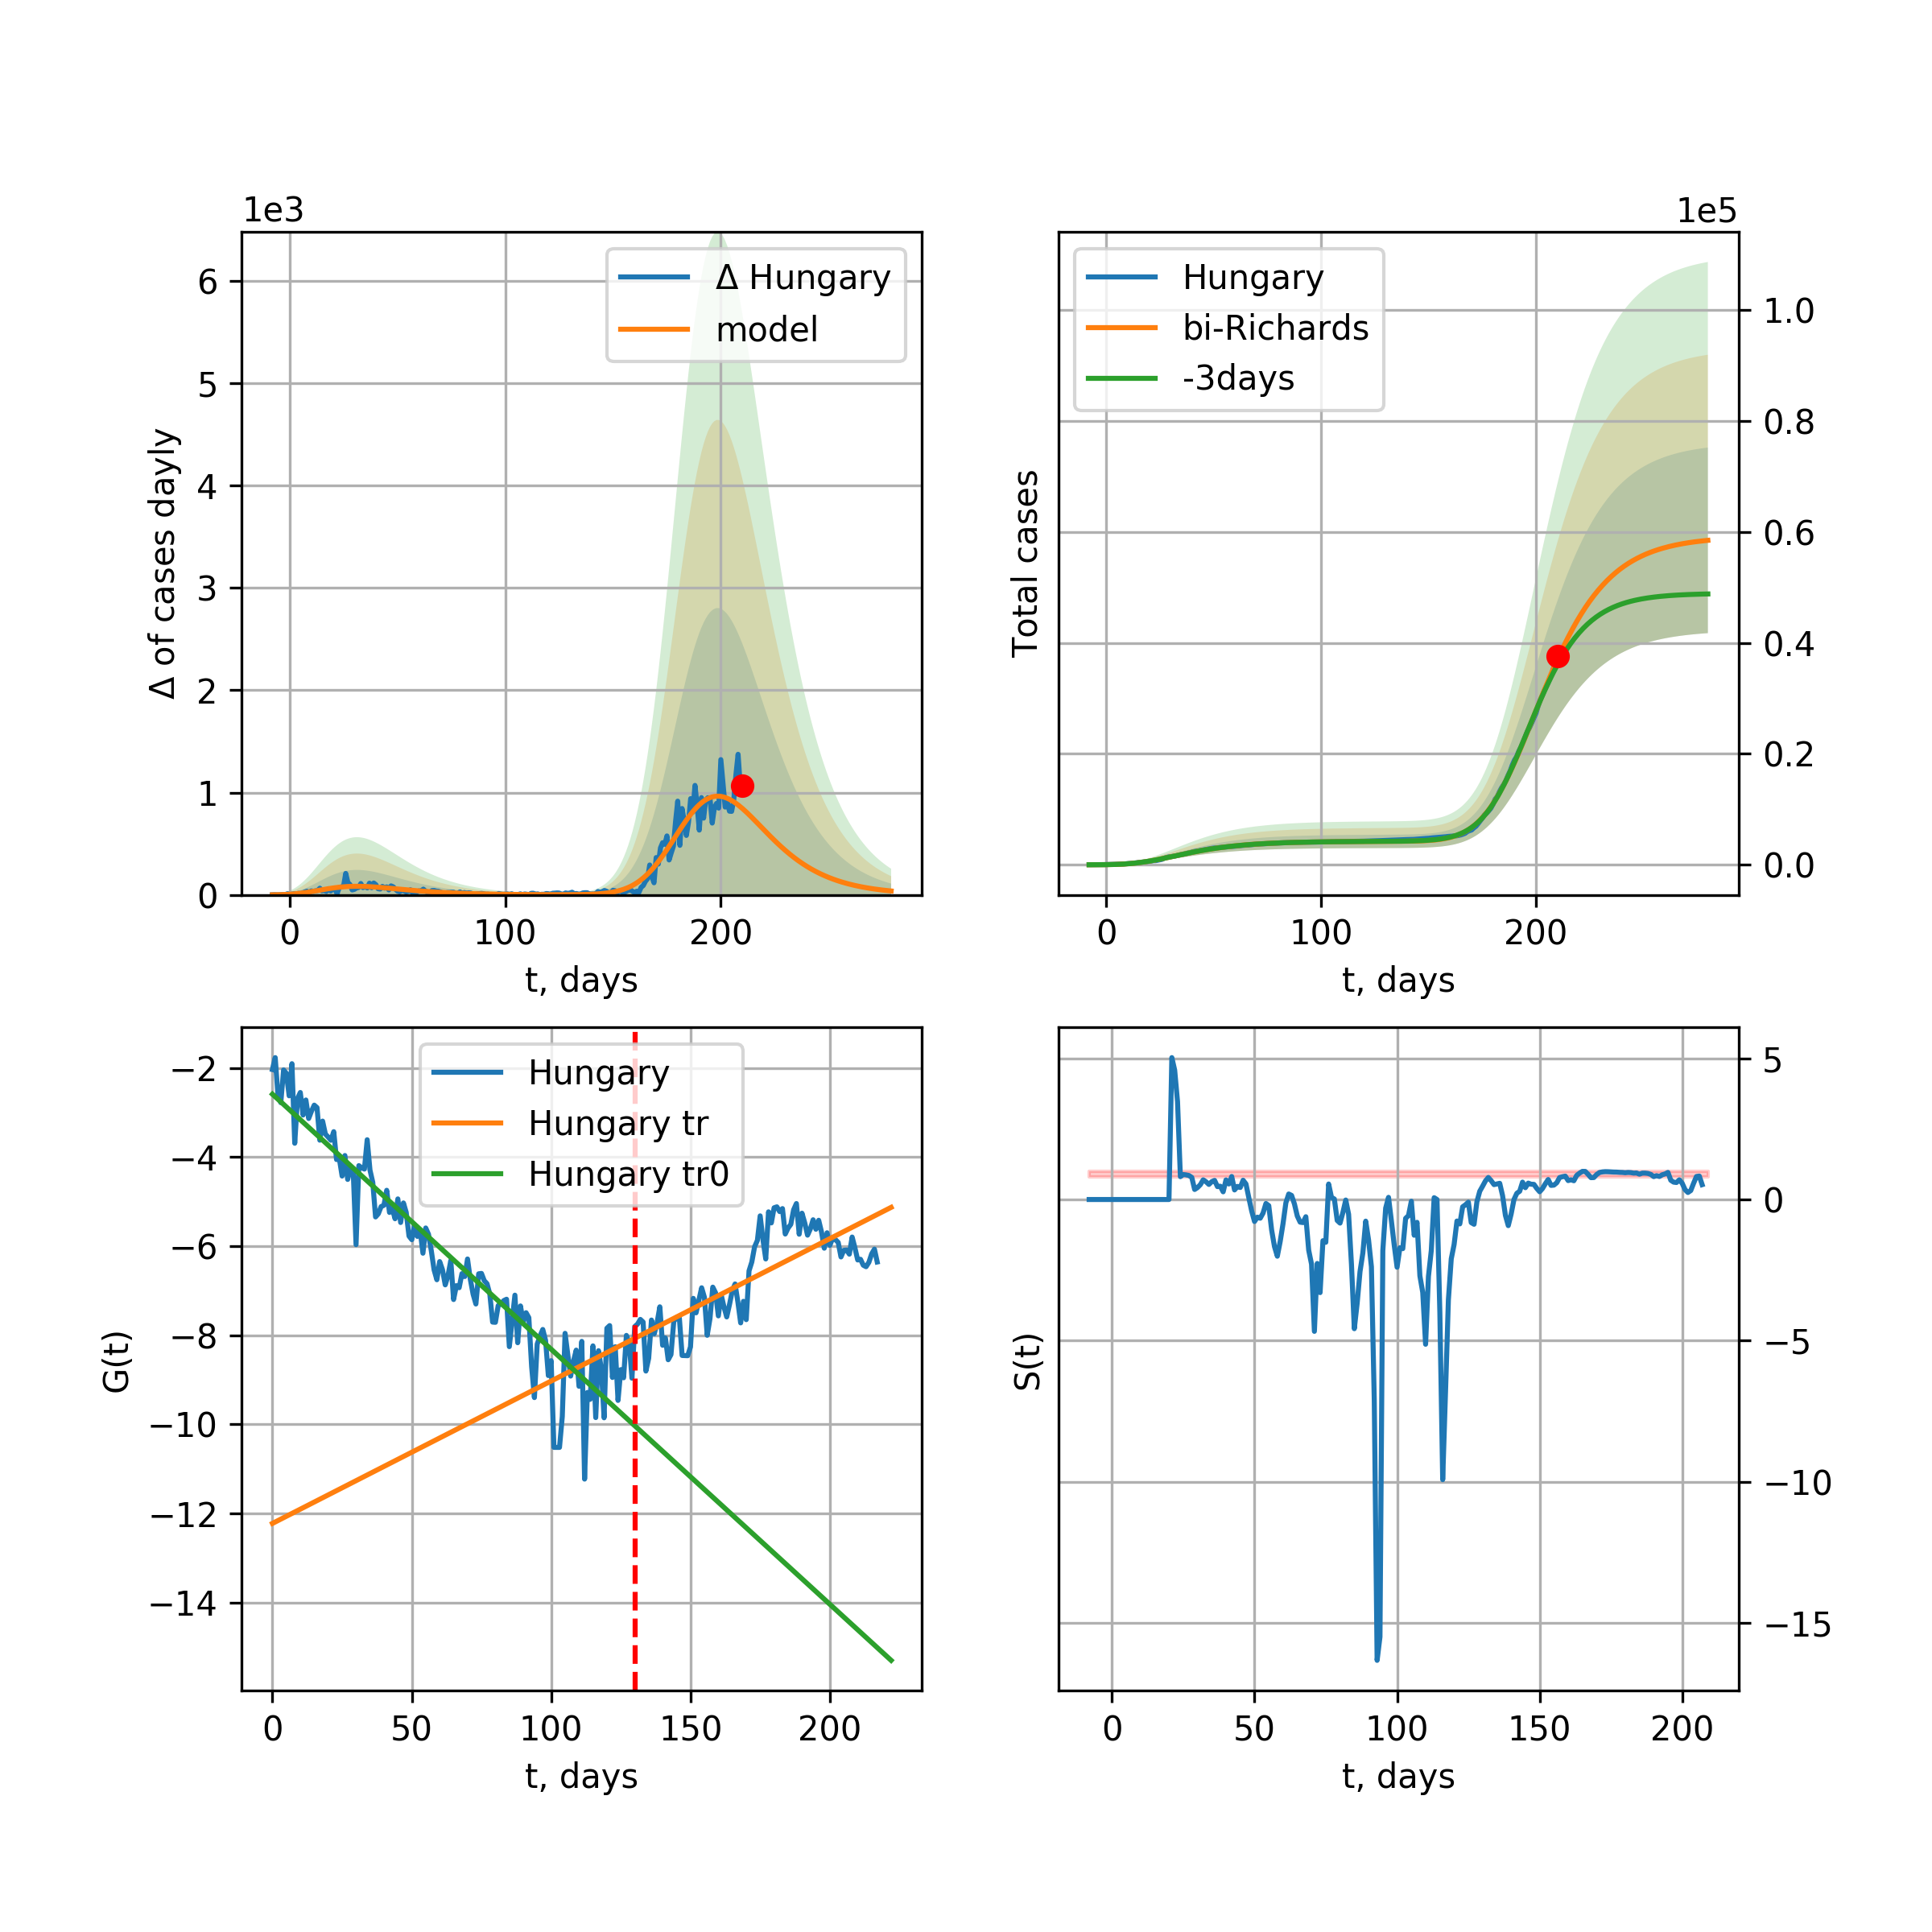 1e3
6
5
4
3
2
1
0
Δ of cases dayly
0
100
200
t, days
Δ Hungary
model
1e5
1.0
0.8
0.6
0.4
0.2
0.0
Total cases
0
100
200
t, days
Hungary
bi-Richards
-3days
−2
−4
−6
−8
−10
−12
−14
G(t)
0
50
100
150
200
t, days
Hungary
Hungary tr
Hungary tr0
5
0
−5
−10
−15
S(t)
0
50
100
150
200
t, days